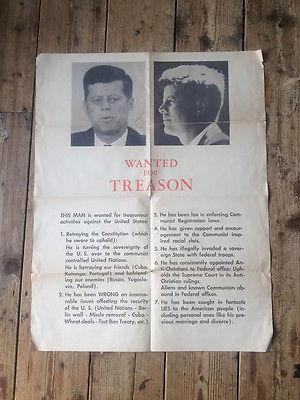 WANTED
FOR
TREASON
THIS MAN is wanted for treasonous
activities against the United States:
1. Betraying the Constitution (which
he swore to uphold):
He is turning the sovereignty of
the U. S. over to the communist
controlled United Nations.
He is betraying our friends (Cuba,
Katanga, Portugal) and befriend-
ing our enemies (Russia, Yugosla-
via, Poland).
2. He has been WRONG on innumer-
able issues affecting the security
of the U. S. (United Nations - Ber-
lin wall - Missle removal - Cuba -
Wheat deals - Test Ban Treaty, etc.)
3. He has been lax in enforcing Com-
munist Registration laws.
4. He has given support and encour-
agement to the Communist insp-
ired racial riots.
5. He has illegally invaded a sover-
eign State with federal troops.
6. He has consistently appointed Anti-
Christians to Federal office: Uph-
olds the Supreme Court in its Anti-
Christian rulings.
Aliens and known Communists abo-
und in Federal offices.
7. He has been caught in fantastic
LIES to the American people (in-
cluding personal ones like his pre-
vious marriage and divorce).